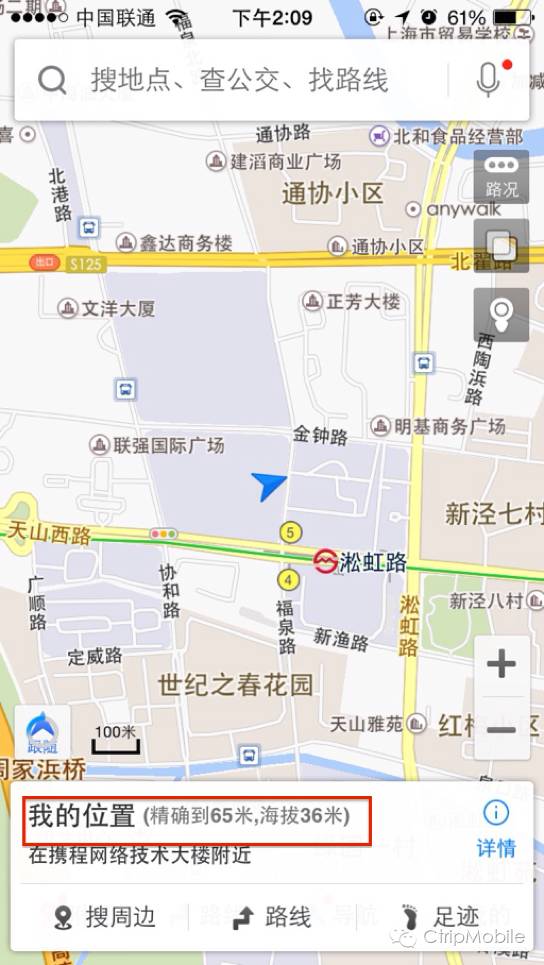 中国联通
下午2:09
61%
上海市贸易学校
搜地点、查公交、找路线
通协路
北和食品经营部
建滔商业广场
路况
北港路
通协小区
anywalk
鑫达商务楼
通协小区
出口 S125
北翟路
文洋大厦
正芳大楼
西陶浜路
金钟路
明基商务广场
联强国际广场
新泾七村
天山西路
5
淞虹路
4
协和路
广顺路
福泉路
淞虹路
新泾八村
新渔路
定威路
世纪之春花园
天山雅苑
跟随
100米
周家浜桥
我的位置 (精确到65米,海拔36米)
在携程网络技术大楼附近
详情
搜周边
路线
足迹
CtripMobile